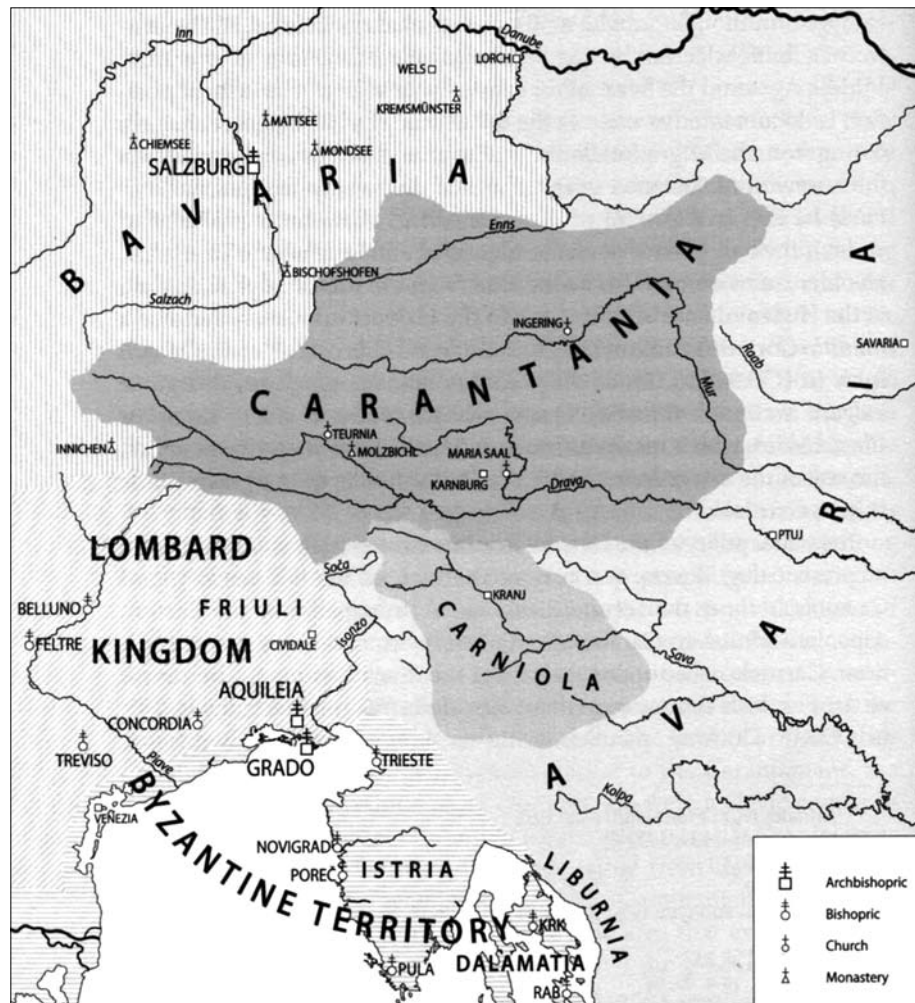 Inn
Danube
LORCH
WELS
KREMSMÜNSTER
MATTSEE
CHIEMSEE
MONDSEE
SALZBURG
BAVARIA
Enns
BISCHOFSHOFEN
Salzach
INGERING
SAVARIA
Raab
CARANTANIA
Mur
TEURNIA
INNICHEN
MOLZBICHL
MARIA SAAL
KARNBURG
Drava
PTUJ
LOMBARD
Soča
KRANJ
BELLUNO
FRIULI
CARNIOLA
CIVIDALE
Isonzo
FELTRE
KINGDOM
Sava
AQUILEIA
CONCORDIA
TREVISO
GRADO
TRIESTE
Piave
AVARIA
Kolpa
VENEZIA
BYZANTINE TERRITORY
NOVIGRAD
POREČ
ISTRIA
LIBURNIA
KRK
DALAMATIA
PULA
RAB
Archbishopric
Bishopric
Church
Monastery